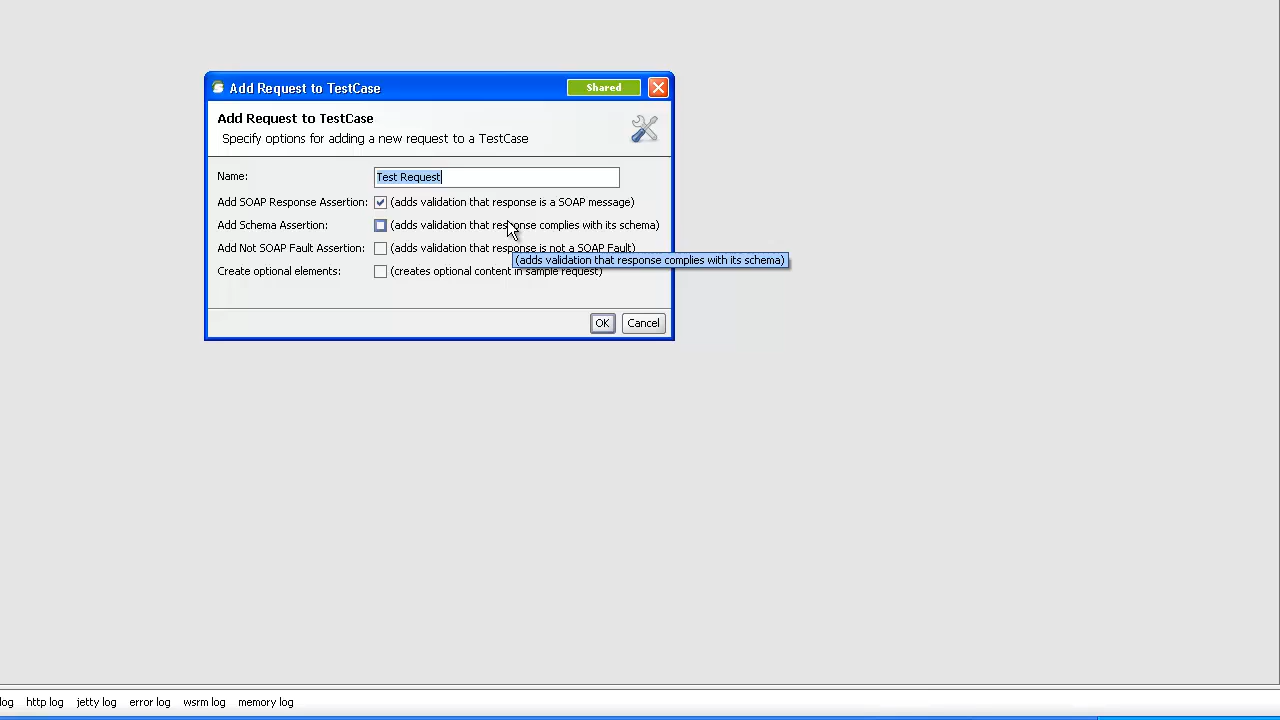 Add Request to TestCase
Shared
Add Request to TestCase
Specify options for adding a new request to a TestCase
Name: Test Request
Add SOAP Response Assertion: (adds validation that response is a SOAP message)
Add Schema Assertion: (adds validation that response complies with its schema)
Add Not SOAP Fault Assertion: (adds validation that response is not a SOAP Fault)
(adds validation that response complies with its schema)
Create optional elements: (creates optional content in sample request)
OK Cancel
log http log jetty log error log wsrm log memory log